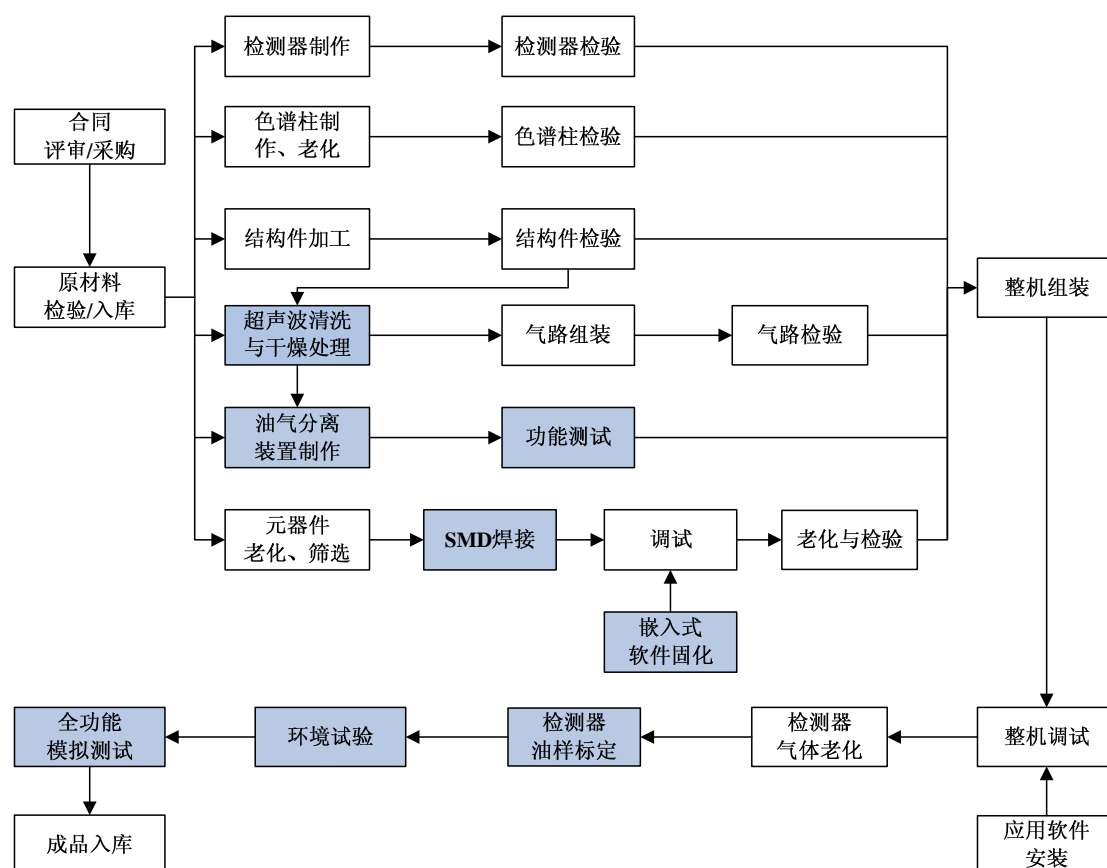 检测器制作
检测器检验
合同
评审/采购
色谱柱制
作、老化
色谱柱检验
结构件加工
结构件检验
原材料
检验/入库
整机组装
超声波清洗
与干燥处理
气路组装
气路检验
油气分离
装置制作
功能测试
元器件
老化、筛选
SMD焊接
调试
老化与检验
嵌入式
软件固化
全功能
模拟测试
环境试验
检测器
油样标定
检测器
气体老化
整机调试
成品入库
应用软件
安装